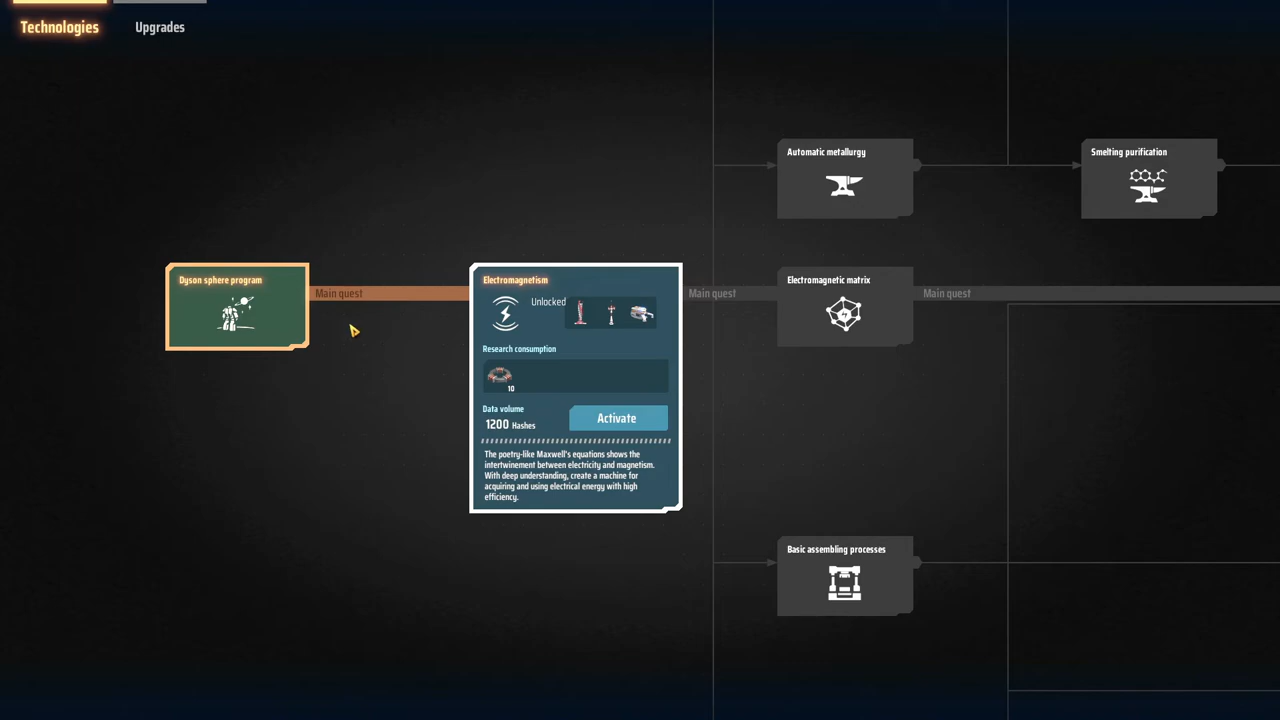 Technologies
Upgrades
Automatic metallurgy
Smelting purification
Dyson sphere program
Main quest
Electromagnetism
Unlocked
Research consumption
10
Data volume
1200 Hashes
Activate
The poetry-like Maxwell's equations shows the
intertwinement between electricity and magnetism.
With deep understanding, create a machine for
acquiring and using electrical energy with high
efficiency.
Main quest
Electromagnetic matrix
Main quest
Basic assembling processes